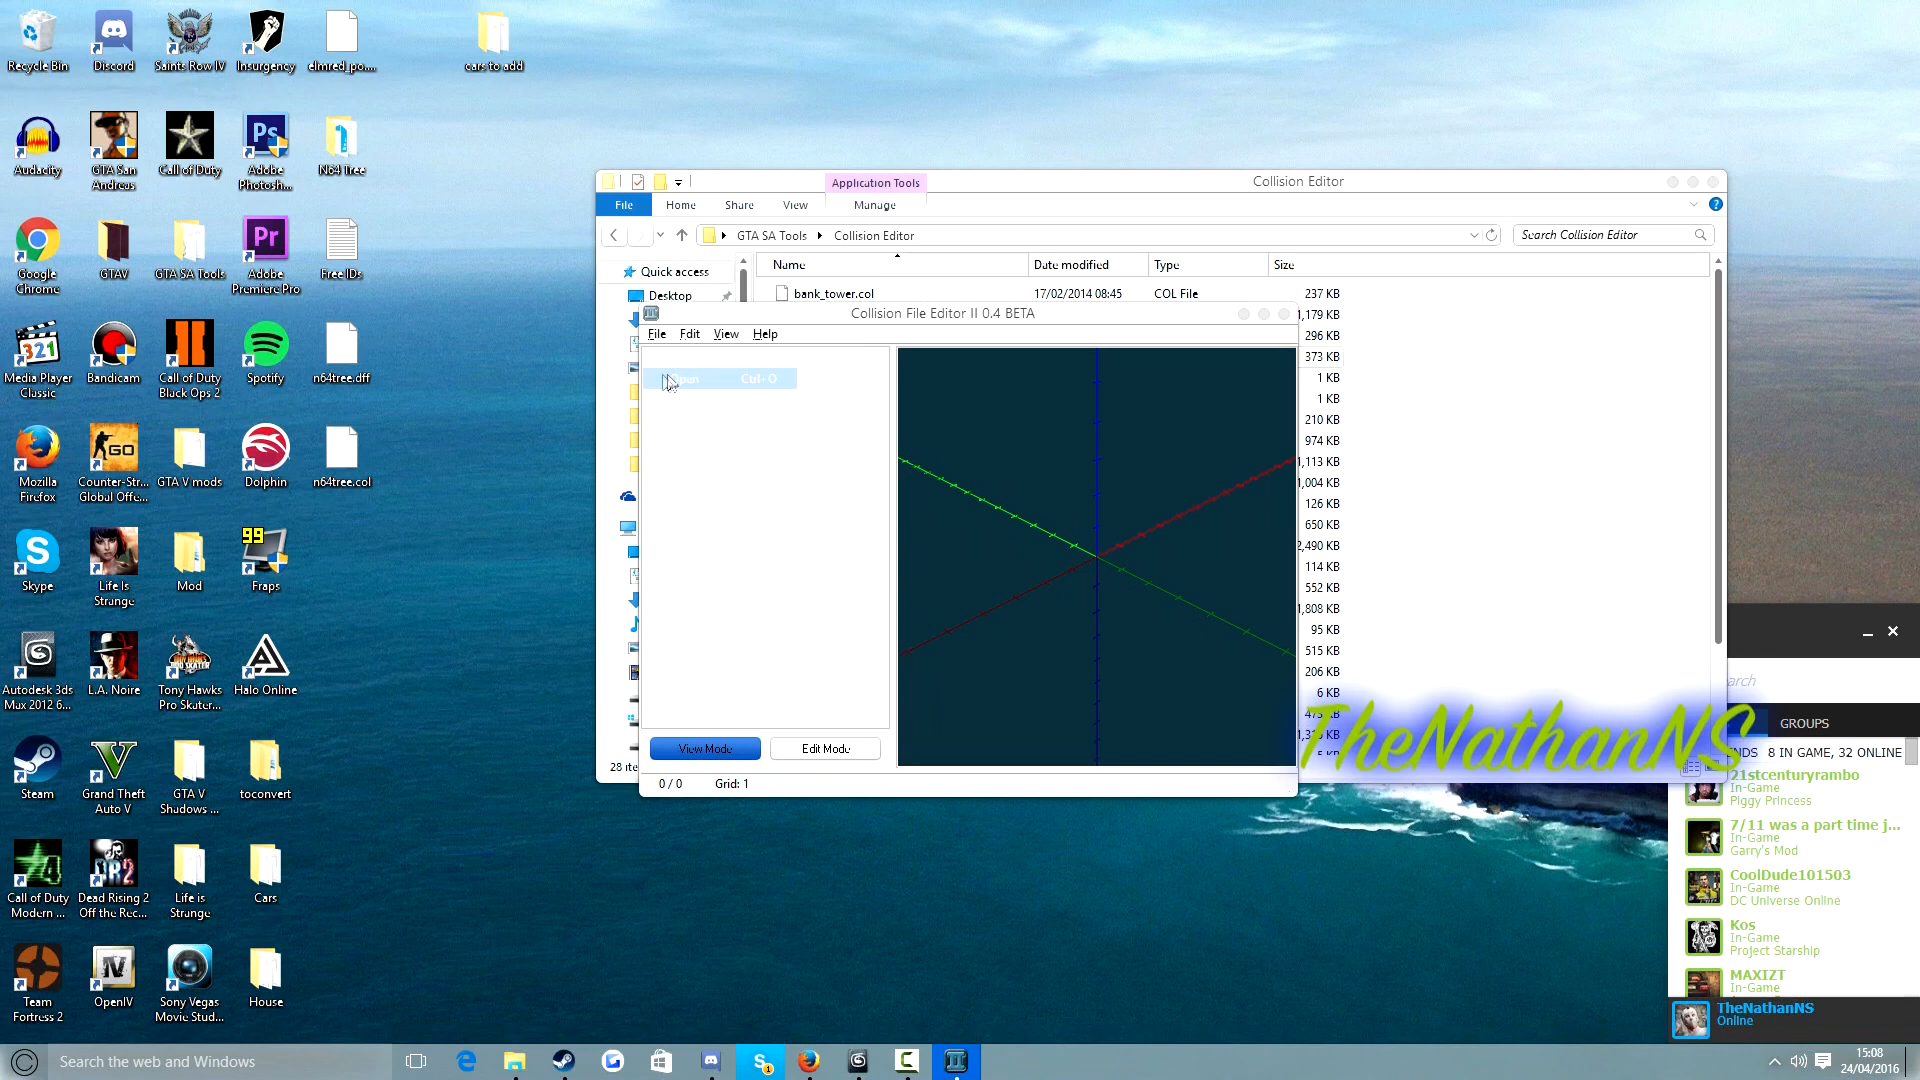 Recycle Bin
Discord
Saints Row IV
Insurgency
elmred_po....
cars to add
Audacity
GTA San
Andreas
Call of Duty
Adobe
Photosh...
N64 Tree
Google
Chrome
GTAV
GTA SA Tools
Adobe
Premiere Pro
Free IDs
Media Player
Classic
Bandicam
Call of Duty
Black Ops 2
Spotify
n64tree.dff
Mozilla
Firefox
Counter-Str...
Global Offe...
GTA V mods
Dolphin
n64tree.col
Skype
Life Is
Strange
Mod
99
Fraps
Autodesk 3ds
Max 2012 6...
L.A. Noire
Tony Hawks
Pro Skater...
Halo Online
Steam
Grand Theft
Auto V
GTA V
Shadows ...
toconvert
Call of Duty
Modern ...
Dead Rising 2
Off the Rec...
Life is
Strange
Cars
Team
Fortress 2
OpenIV
Sony Vegas
Movie Stud...
House
Application Tools
Collision Editor
File
Home
Share
View
Manage
GTA SA Tools
Collision Editor
Search Collision Editor
Quick access
Desktop
Name
Date modified
Type
Size
bank_tower.col
17/02/2014 08:45
COL File
237 KB
1,179 KB
296 KB
373 KB
1 KB
1 KB
210 KB
974 KB
1,113 KB
1,004 KB
126 KB
650 KB
2,490 KB
114 KB
552 KB
1,808 KB
95 KB
515 KB
206 KB
6 KB
Collision File Editor II 0.4 BETA
File Edit View Help
Open Ctrl+O
View Mode
Edit Mode
28 ite
0 / 0
Grid: 1
TheNathanNS
arch
GROUPS
NDS 8 IN GAME, 32 ONLINE
21stcenturyrambo
In-Game
Piggy Princess
7/11 was a part time j...
In-Game
Garry's Mod
CoolDude101503
In-Game
DC Universe Online
Kos
In-Game
Project Starship
MAXIZT
In-Game
TheNathanNS
Online
Search the web and Windows
15:08
24/04/2016